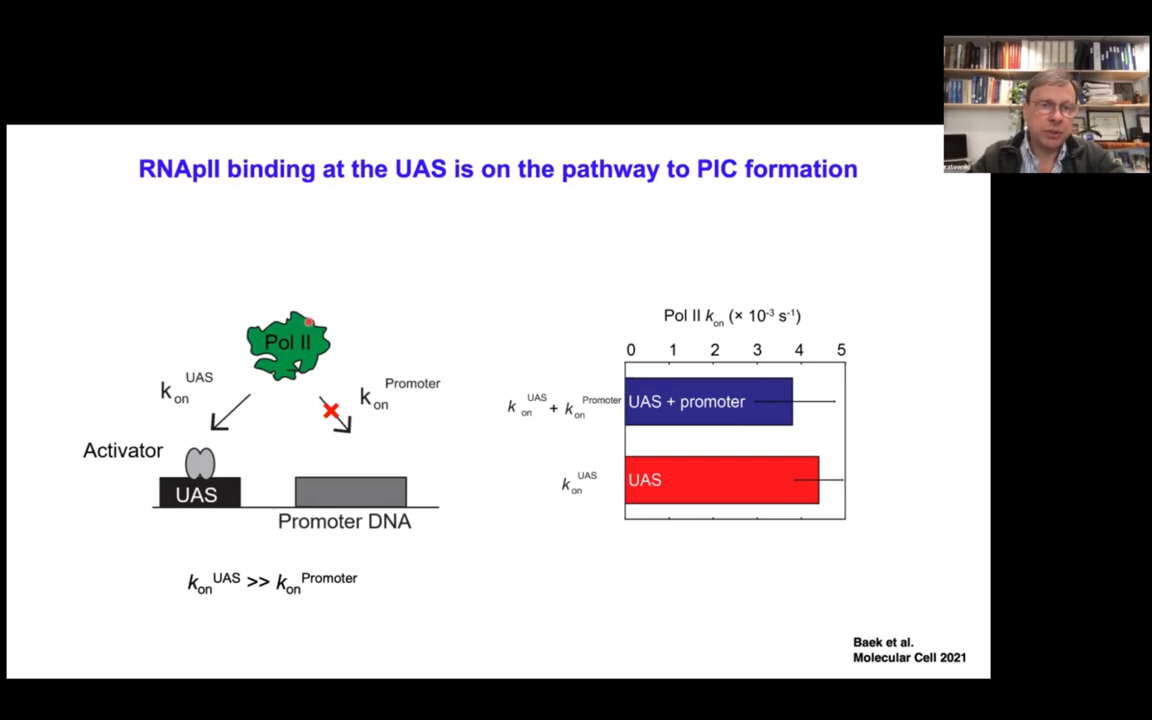 RNApII binding at the UAS is on the pathway to PIC formation
Pol II
k on UAS
k on Promoter
Activator
UAS
Promoter DNA
k on UAS >> k on Promoter
Pol II k on (× 10-3 s-1)
0 1 2 3 4 5
k on UAS + k on Promoter
UAS + promoter
k on UAS
UAS
Baek et al.
Molecular Cell 2021
ratowski